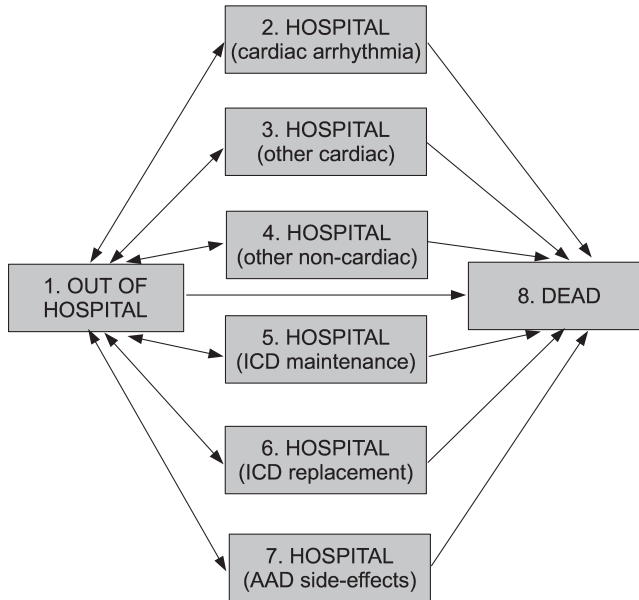 2. HOSPITAL
(cardiac arrhythmia)
3. HOSPITAL
(other cardiac)
4. HOSPITAL
(other non-cardiac)
1. OUT OF
HOSPITAL
8. DEAD
5. HOSPITAL
(ICD maintenance)
6. HOSPITAL
(ICD replacement)
7. HOSPITAL
(AAD side-effects)